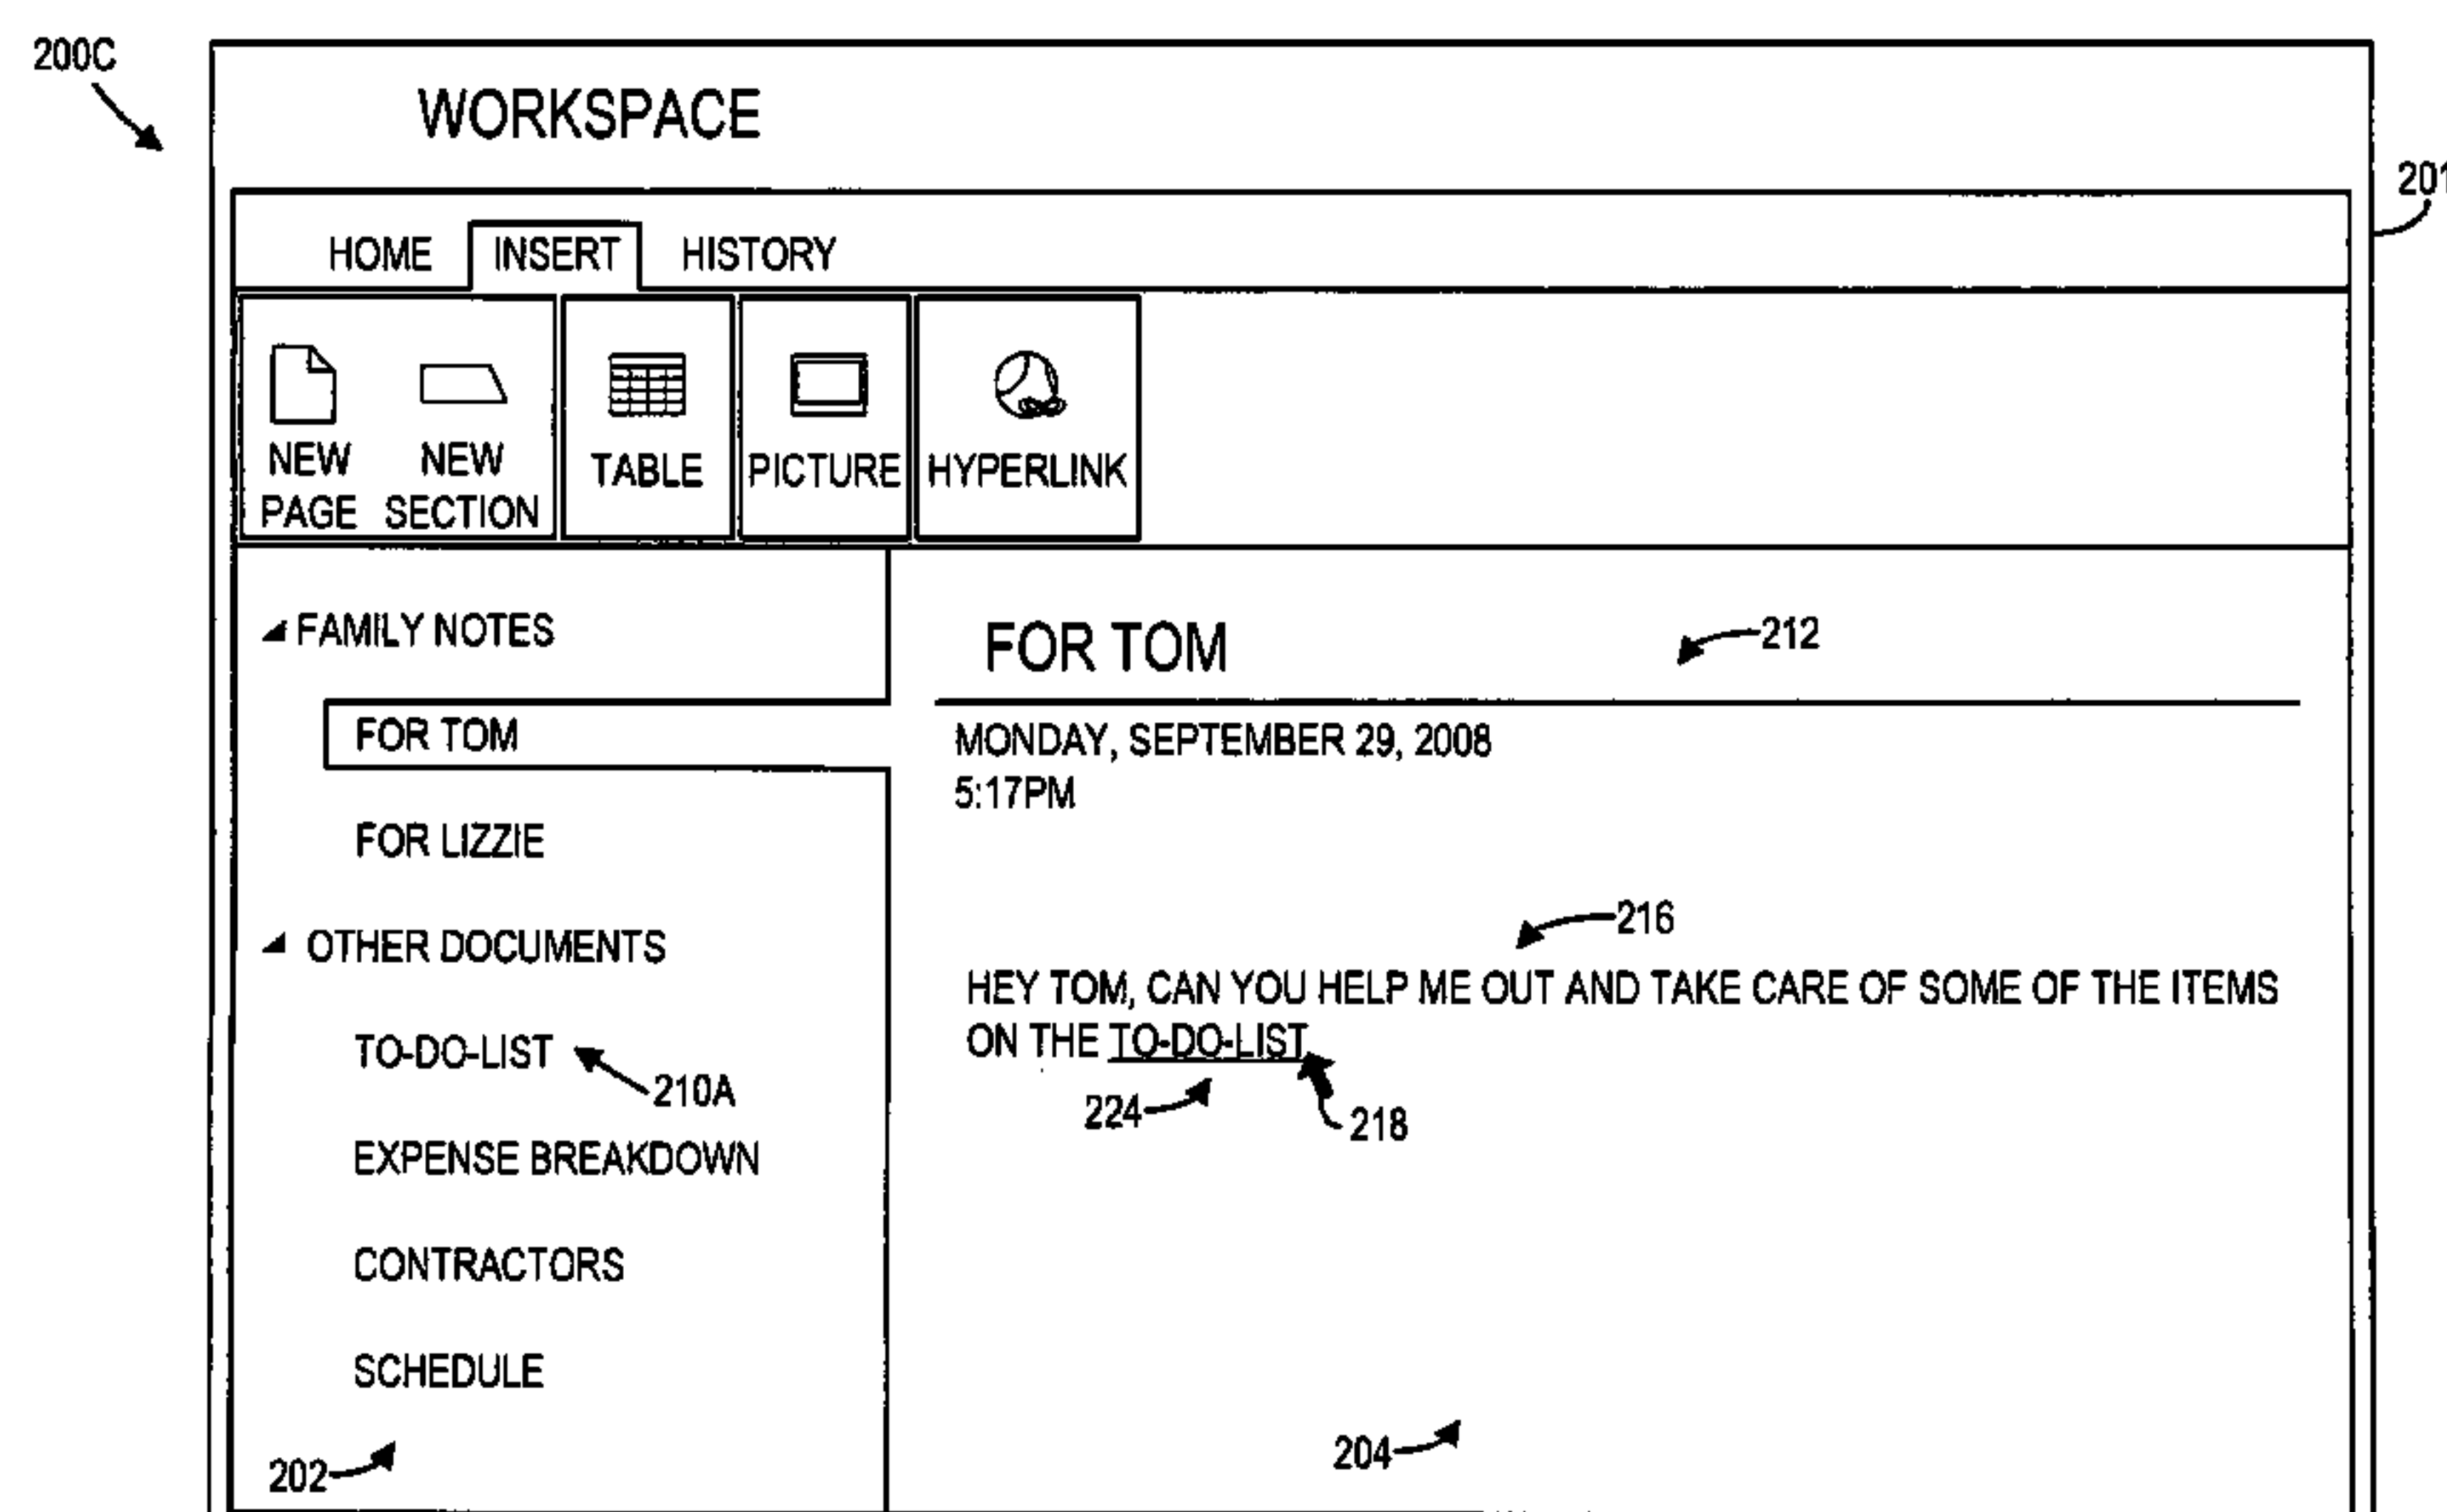 200C
WORKSPACE
201
HOME INSERT HISTORY
NEW PAGE
NEW SECTION
TABLE
PICTURE
HYPERLINK
FAMILY NOTES
FOR TOM
FOR LIZZIE
OTHER DOCUMENTS
TO-DO-LIST
210A
EXPENSE BREAKDOWN
CONTRACTORS
SCHEDULE
202
FOR TOM
212
MONDAY, SEPTEMBER 29, 2008
5:17PM
216
HEY TOM, CAN YOU HELP ME OUT AND TAKE CARE OF SOME OF THE ITEMS
ON THE TO-DO-LIST
224
218
204